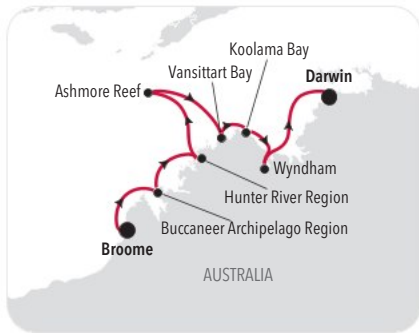 Koolama Bay
Vansittart Bay
Darwin
Ashmore Reef
Wyndham
Hunter River Region
Buccaneer Archipelago Region
Broome
AUSTRALIA